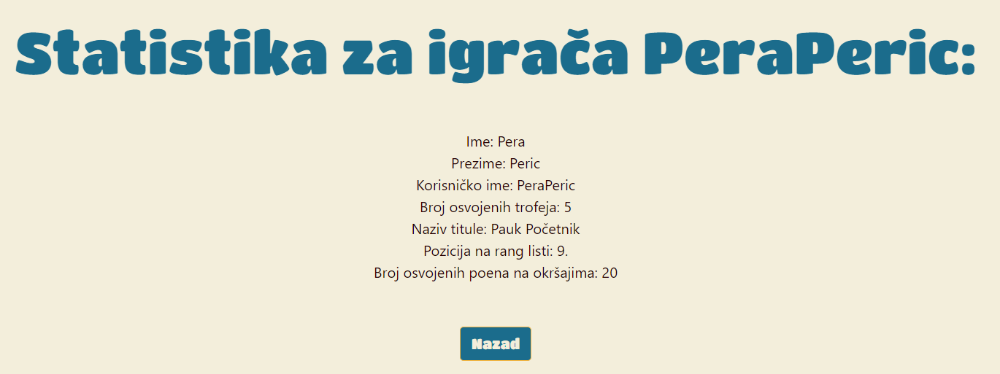 Statistika za igrača PeraPeric:
Ime: Pera
Prezime: Peric
Korisničko ime: PeraPeric
Broj osvojenih trofeja: 5
Naziv titule: Pauk Početnik
Pozicija na rang listi: 9.
Broj osvojenih poena na okršajima: 20
Nazad